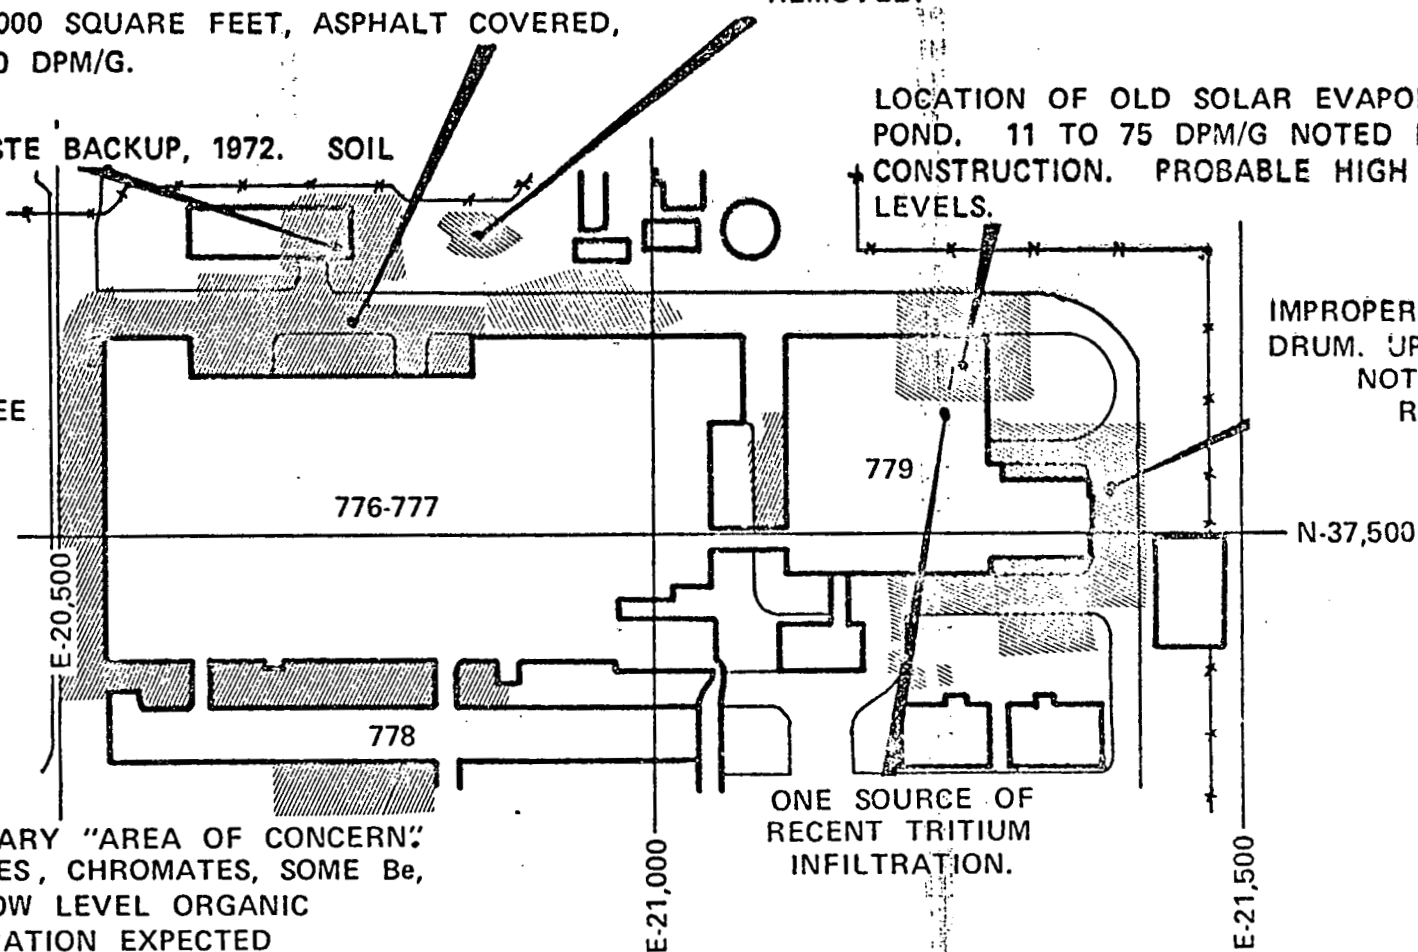 000 SQUARE FEET, ASPHALT COVERED,
0 DPM/G.
REMOVED.
LOCATION OF OLD SOLAR
POND. 11 TO 75 DPM/G NOTED
CONSTRUCTION. PROBABLE HIGH
LEVELS.
BACKUP, 1972. SOIL
IMPROPER
DRUM. UP
NOT
R
EE
776-777
779
N-37,500
E-20,500
778
ONE SOURCE OF
RECENT TRITIUM
INFILTRATION.
ARY "AREA OF CONCERN".
ES, CHROMATES, SOME Be,
OW LEVEL ORGANIC
ATION EXPECTED
E-21,000
E-21,500